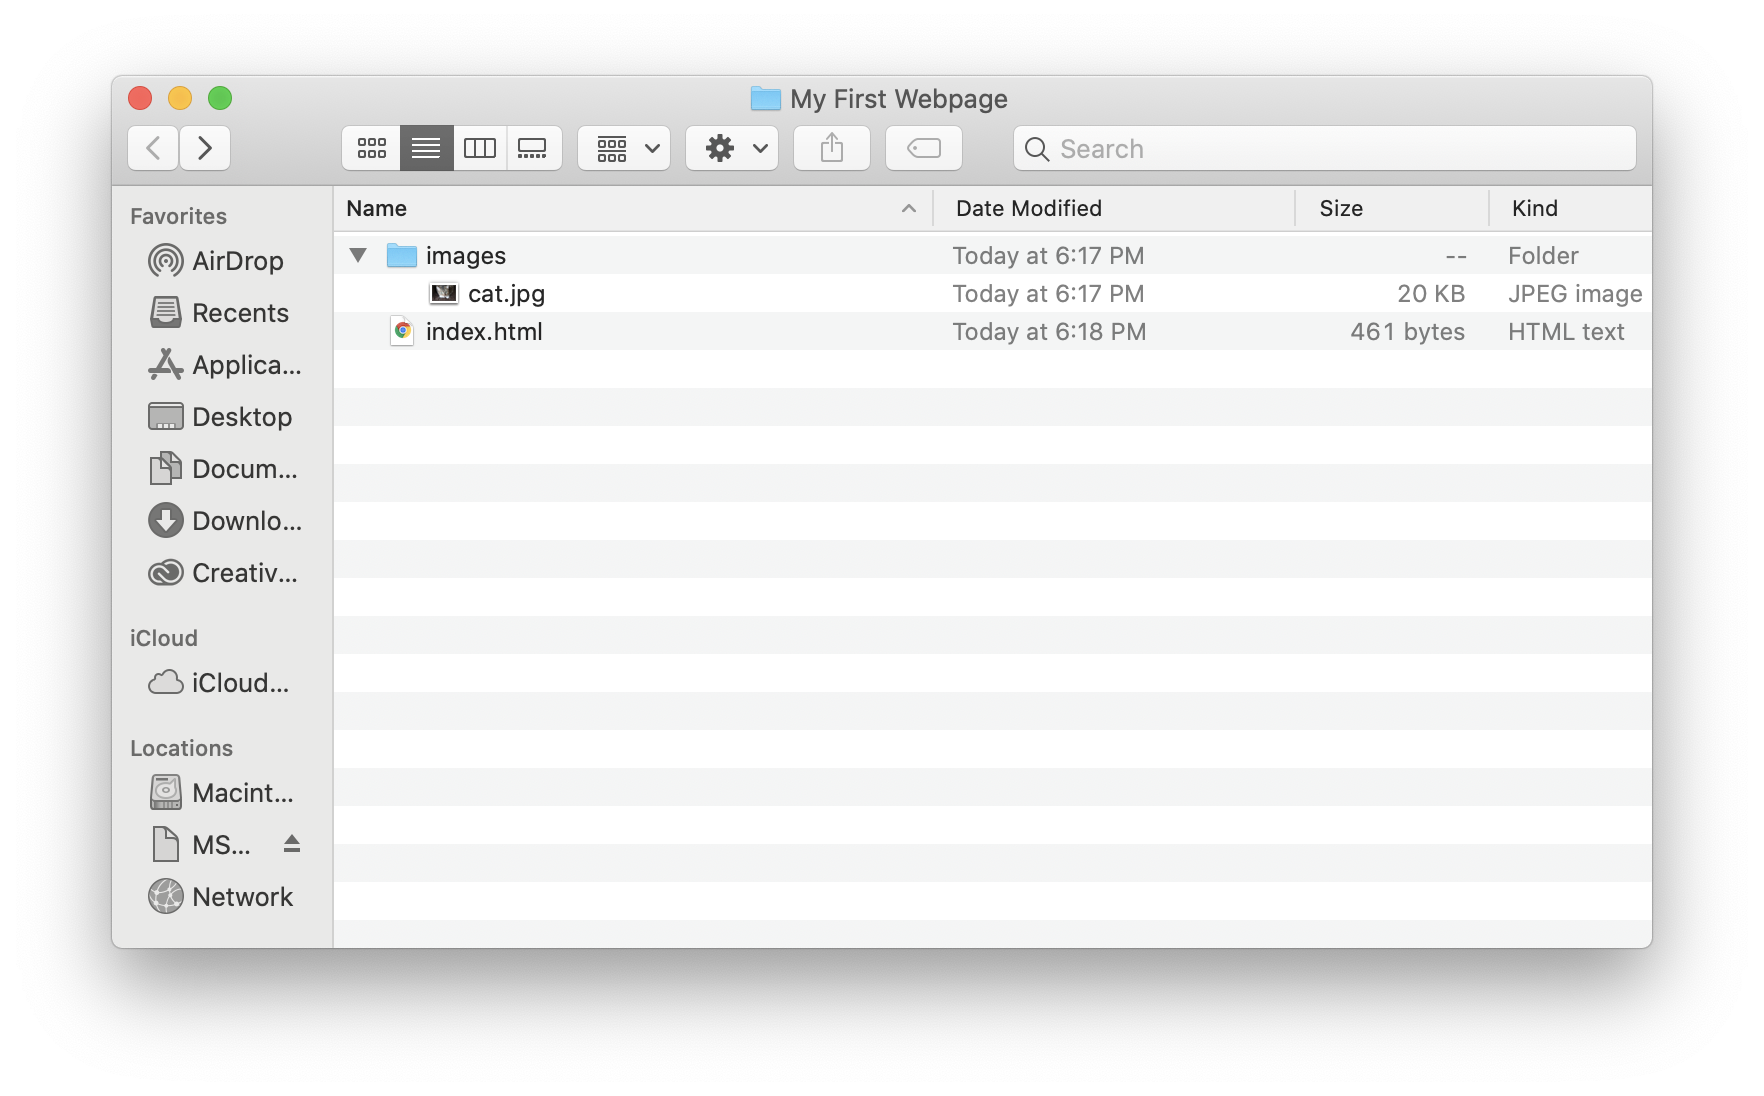 My First Webpage
Search
Favorites
AirDrop
Recents
Applica...
Desktop
Docum...
Downlo...
Creativ...
iCloud
iCloud...
Locations
Macint...
MS...
Network
Name Date Modified Size Kind
images Today at 6:17 PM -- Folder
cat.jpg Today at 6:17 PM 20 KB JPEG image
index.html Today at 6:18 PM 461 bytes HTML text